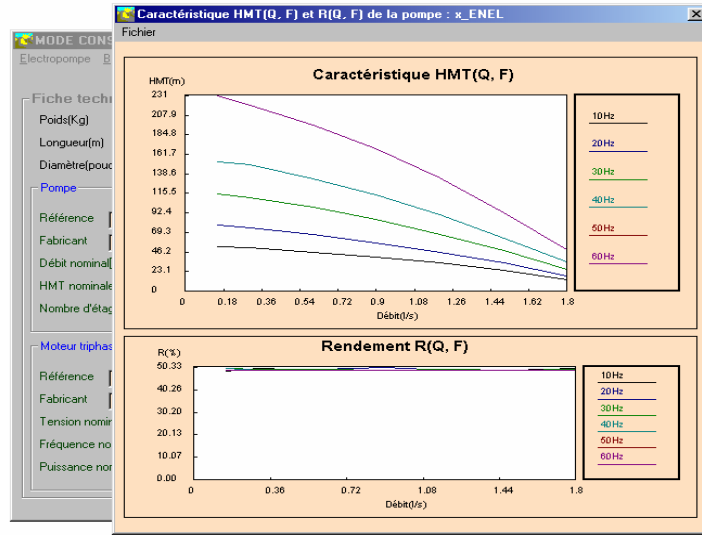 Caractéristique HMT(Q, F) et R(Q, F) de la pompe : x_ENEL
Fichier
MODE CONS
Electropompe B
Fiche techn
Poids(Kg)
Longueur(m)
Diamètre(pouc
Pompe
Référence
Fabricant
Débit nominal(
HMT nominale
Nombre d'étag
Moteur triphas
Référence
Fabricant
Tension nomin
Fréquence no
Puissance nor
Caractéristique HMT(Q, F)
HMT(m)
231
207.9
184.8
161.7
138.6
115.5
92.4
69.3
46.2
23.1
0
0 0.18 0.36 0.54 0.72 0.9 1.08 1.26 1.44 1.62 1.8
Débit(l/s)
10Hz
20Hz
30Hz
40Hz
50Hz
60Hz
Rendement R(Q, F)
R(%)
50.33
40.26
30.20
20.13
10.07
0.00
0 0.36 0.72 1.08 1.44 1.8
Débit(l/s)
10Hz
20Hz
30Hz
40Hz
50Hz
60Hz